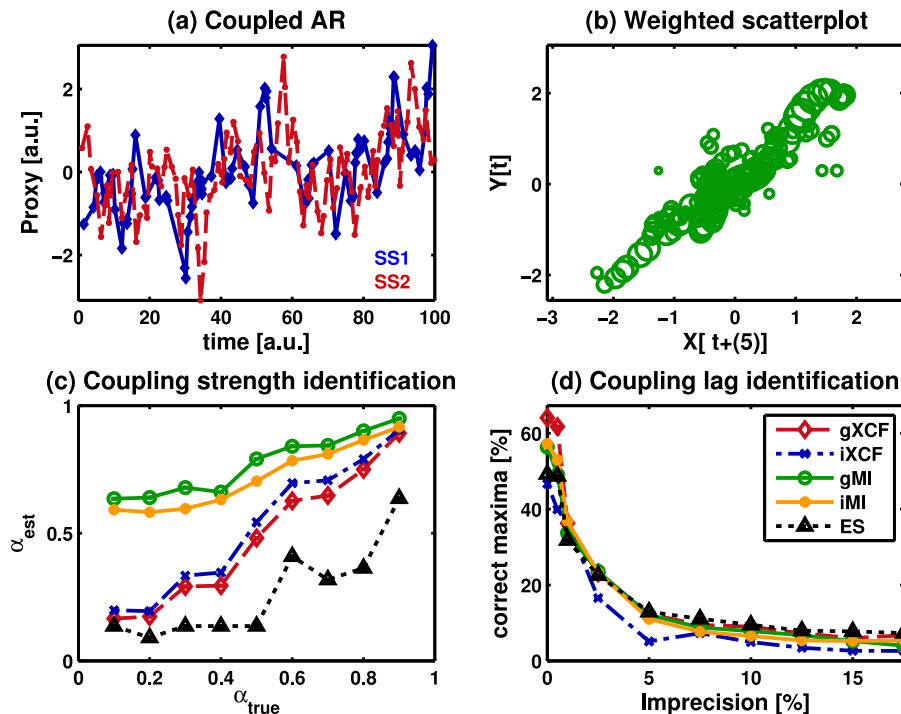 (a) Coupled AR
Proxy [a.u.]
2
0
−2
SS1
SS2
0 20 40 60 80 100
time [a.u.]
(b) Weighted scatterplot
Y[t]
2
0
−2
−3 −2 −1 0 1 2
X[ t+(5)]
(c) Coupling strength identification
α_est
1
0.5
0
0 0.2 0.4 0.6 0.8 1
α_true
(d) Coupling lag identification
correct maxima [%]
60
40
20
0
gXCF
iXCF
gMI
iMI
ES
0 5 10 15
Imprecision [%]